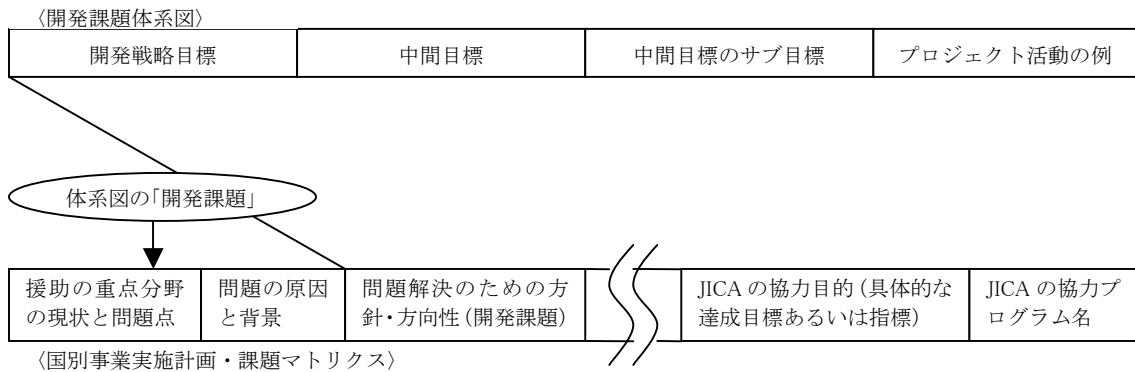 〈開発課題体系図〉
開発戦略目標
中間目標
中間目標のサブ目標
プロジェクト活動の例
体系図の「開発課題」
援助の重点分野
の現状と問題点
問題の原因
と背景
問題解決のための方
針・方向性(開発課題)
JICA の協力目的(具体的な
達成目標あるいは指標)
JICA の協力プ
ログラム名
〈国別事業実施計画・課題マトリクス〉